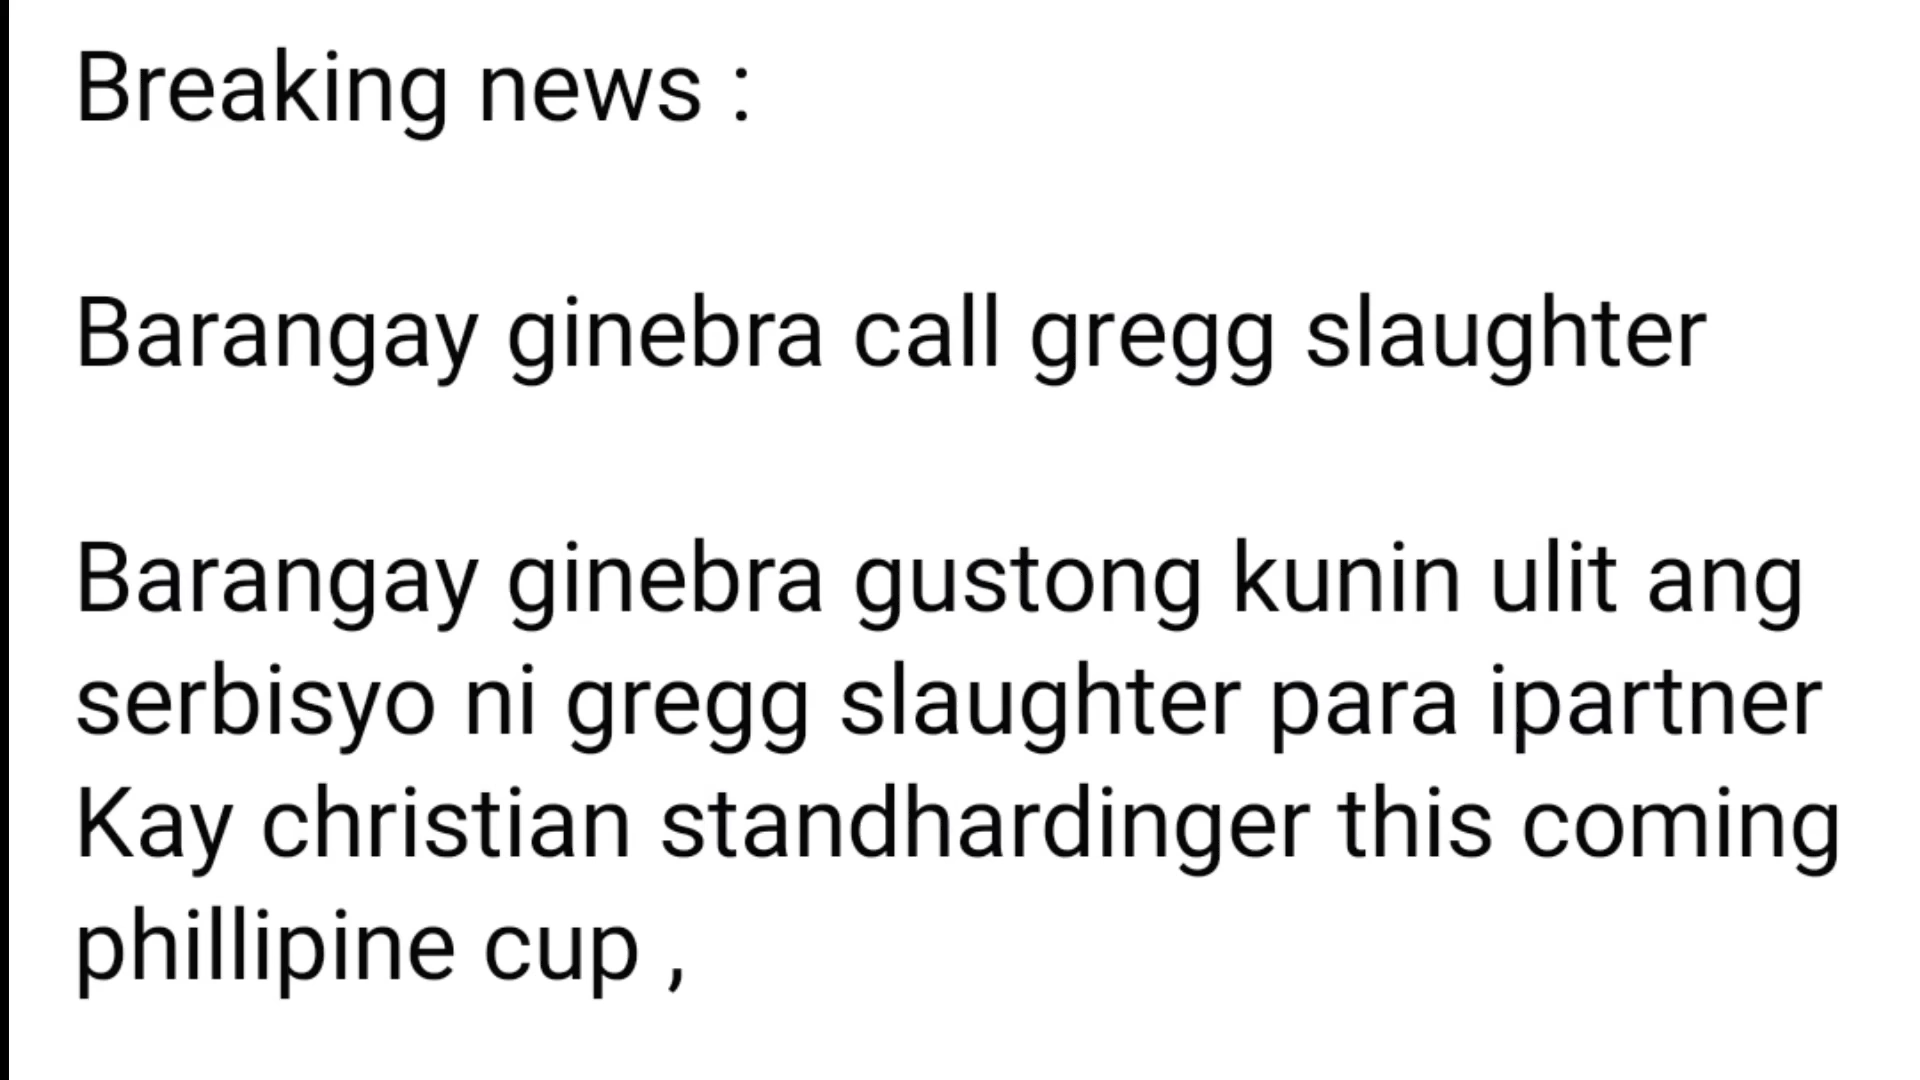 Breaking news :
Barangay ginebra call gregg slaughter
Barangay ginebra gustong kunin ulit ang
serbisyo ni gregg slaughter para ipartner
Kay christian standhardinger this coming
phillipine cup ,